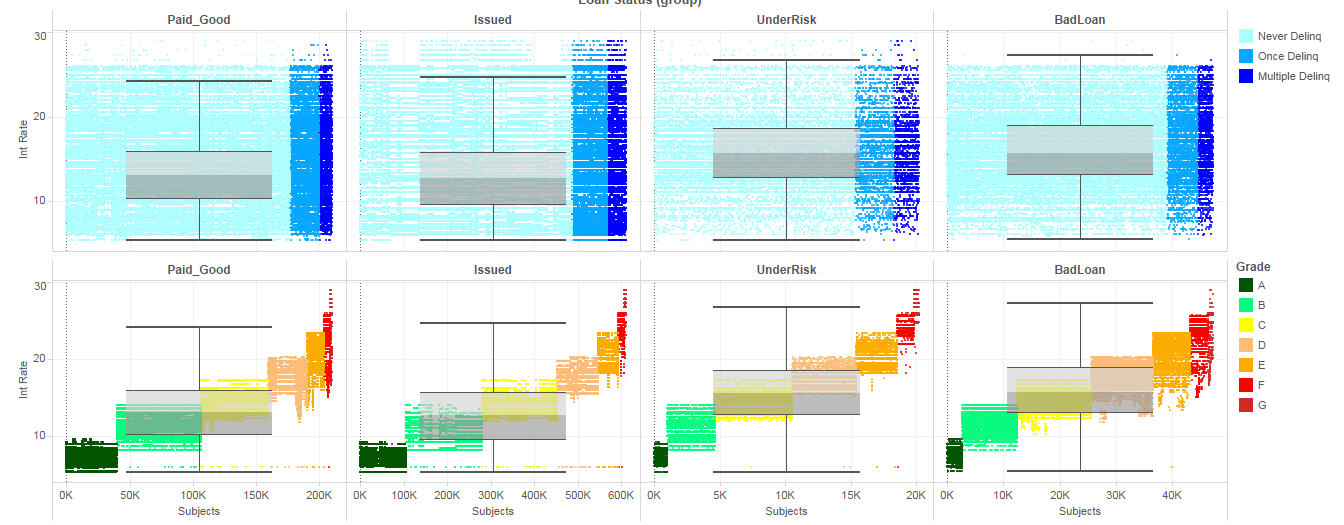 Loan Status (group)
Paid_Good Issued UnderRisk BadLoan
30
20
10
Int Rate
Never Delinq
Once Delinq
Multiple Delinq
Paid_Good Issued UnderRisk BadLoan
30
20
10
Int Rate
0K 50K 100K 150K 200K 0K 100K 200K 300K 400K 500K 600K 0K 5K 10K 15K 20K 0K 10K 20K 30K 40K
Subjects Subjects Subjects Subjects
Grade
A
B
C
D
E
F
G